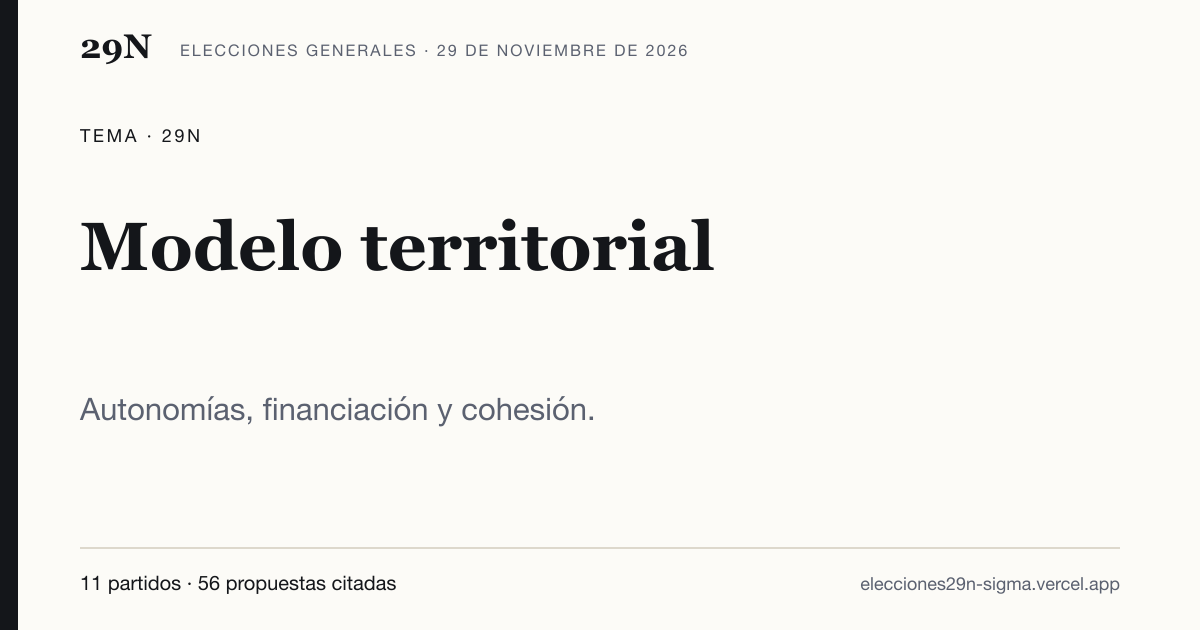 29N ELECCIONES GENERALES · 29 DE NOVIEMBRE DE 2026
TEMA · 29N
Modelo territorial
Autonomías, financiación y cohesión.
11 partidos · 56 propuestas citadas
elecciones29n-sigma.vercel.app